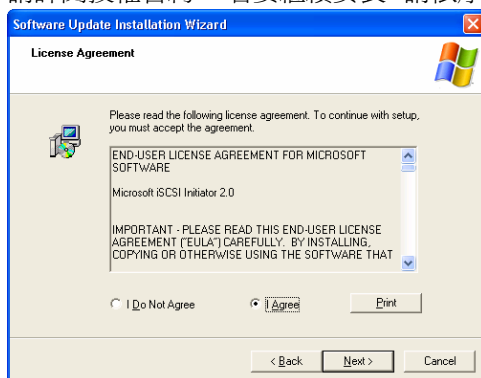 Software Update Installation Wizard
License Agreement
Please read the following license agreement. To continue with setup,
you must accept the agreement.
END-USER LICENSE AGREEMENT FOR MICROSOFT
SOFTWARE
Microsoft iSCSI Initiator 2.0
IMPORTANT - PLEASE READ THIS END-USER LICENSE
AGREEMENT ("EULA") CAREFULLY. BY INSTALLING,
COPYING OR OTHERWISE USING THE SOFTWARE THAT
I Do Not Agree
I Agree
Print
< Back
Next >
Cancel